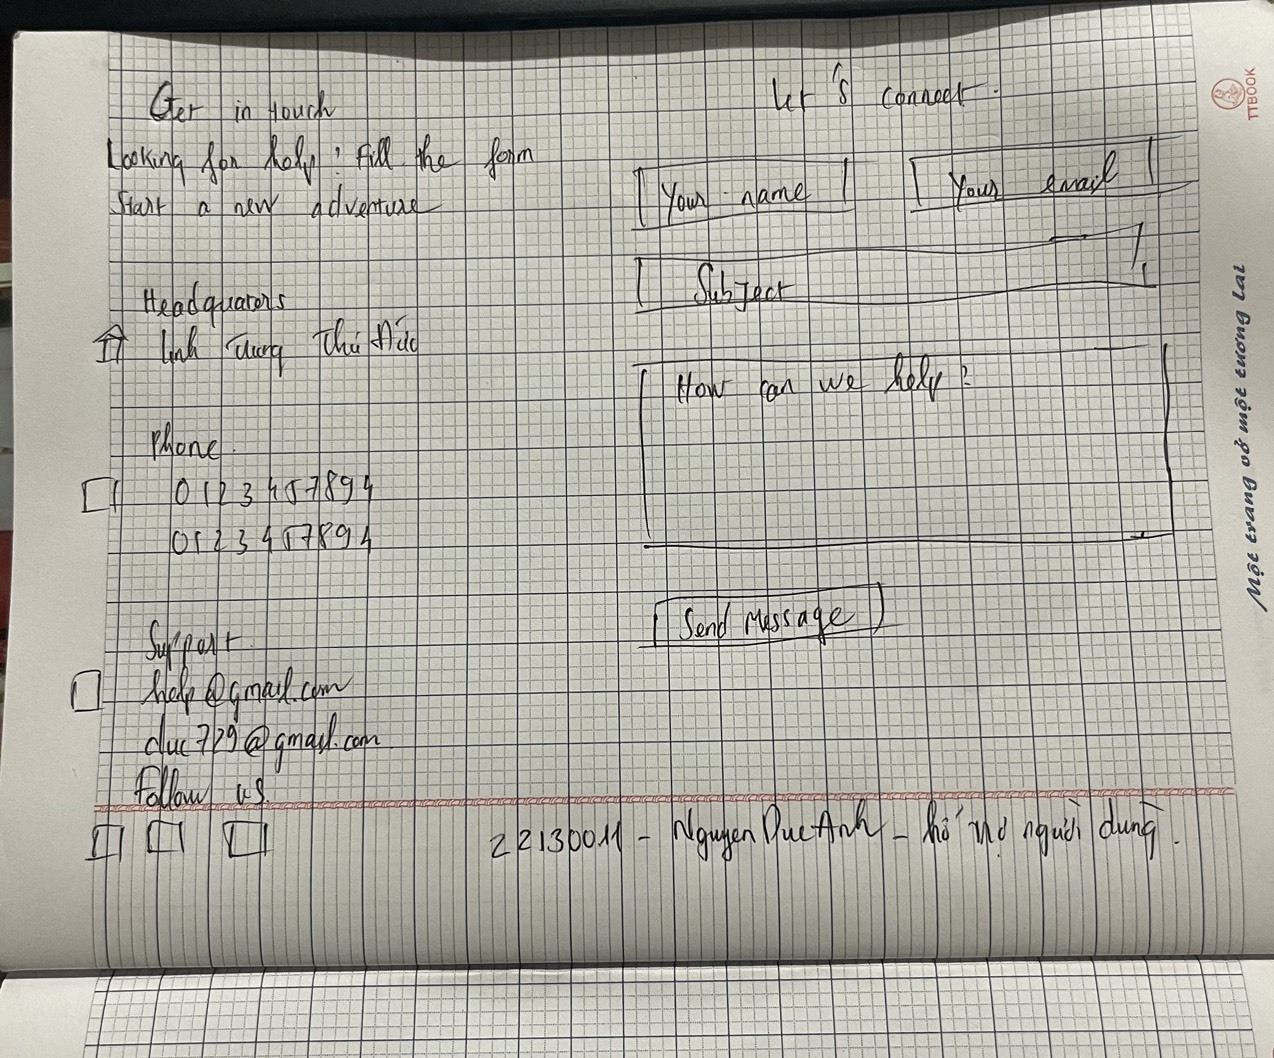 Get in touch
Looking for help? Fill the form
Start a new adventure
Headquators
Linh Trung Thủ Đức
Phone
0123457894
0123457894
Support
help@gmail.com
duc729@gmail.com
Follow us.
Let's connect.
Your name
Your email
Subject
How can we help?
Send Message
22130011 - Nguyen Duc Anh - hỗ trợ người dùng.
TTBOOK
Một trang vở một tương lai